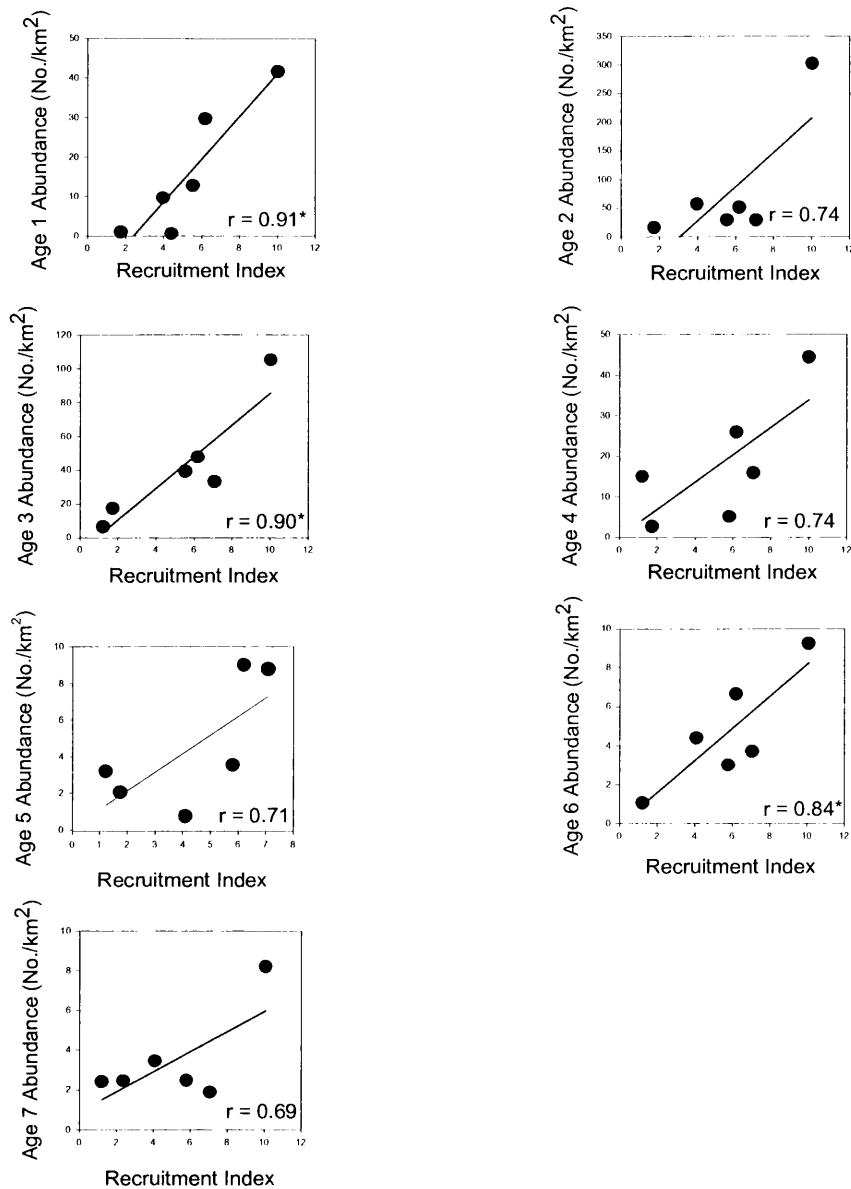 50
40
30
20
10
0
0 2 4 6 8 10 12
Age 1 Abundance (No./km²)
r = 0.91*
Recruitment Index
350
300
250
200
150
100
50
0
0 2 4 6 8 10 12
Age 2 Abundance (No./km²)
r = 0.74
Recruitment Index
120
100
80
60
40
20
0
0 2 4 6 8 10 12
Age 3 Abundance (No./km²)
r = 0.90*
Recruitment Index
50
40
30
20
10
0
0 2 4 6 8 10 12
Age 4 Abundance (No./km²)
r = 0.74
Recruitment Index
10
8
6
4
2
0
0 1 2 3 4 5 6 7 8
Age 5 Abundance (No./km²)
r = 0.71
Recruitment Index
10
8
6
4
2
0
0 2 4 6 8 10 12
Age 6 Abundance (No./km²)
r = 0.84*
Recruitment Index
10
8
6
4
2
0
0 2 4 6 8 10 12
Age 7 Abundance (No./km²)
r = 0.69
Recruitment Index